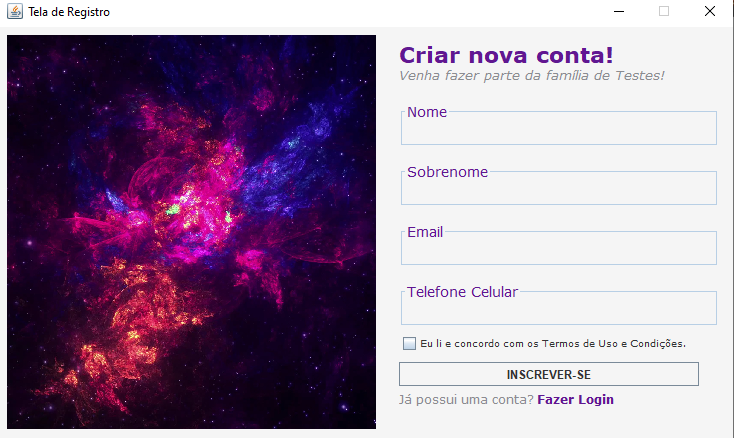 Tela de Registro
Criar nova conta!
Venha fazer parte da família de Testes!
Nome
Sobrenome
Email
Telefone Celular
Eu li e concordo com os Termos de Uso e Condições.
INSCREVER-SE
Já possui uma conta? Fazer Login